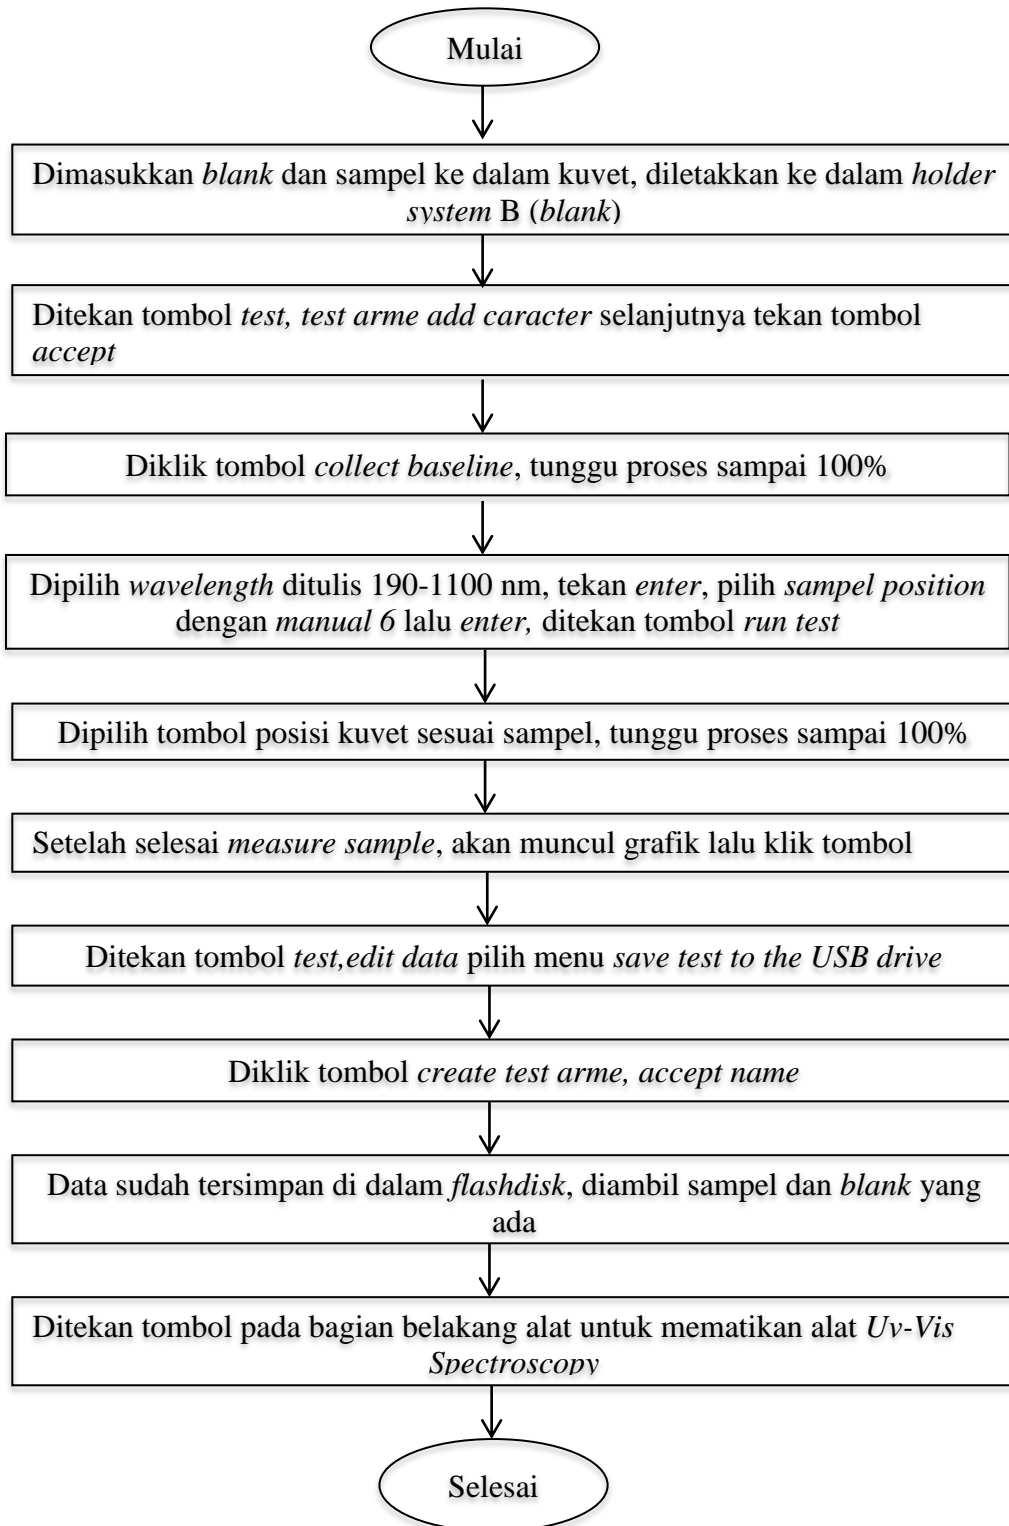 Mulai
Dimasukkan blank dan sampel ke dalam kuvet, diletakkan ke dalam holder
system B (blank)
Ditekan tombol test, test arme add caracter selanjutnya tekan tombol
accept
Diklik tombol collect baseline, tunggu proses sampai 100%
Dipilih wavelength ditulis 190-1100 nm, tekan enter, pilih sampel position
dengan manual 6 lalu enter, ditekan tombol run test
Dipilih tombol posisi kuvet sesuai sampel, tunggu proses sampai 100%
Setelah selesai measure sample, akan muncul grafik lalu klik tombol
Ditekan tombol test,edit data pilih menu save test to the USB drive
Diklik tombol create test arme, accept name
Data sudah tersimpan di dalam flashdisk, diambil sampel dan blank yang
ada
Ditekan tombol pada bagian belakang alat untuk mematikan alat Uv-Vis
Spectroscopy
Selesai